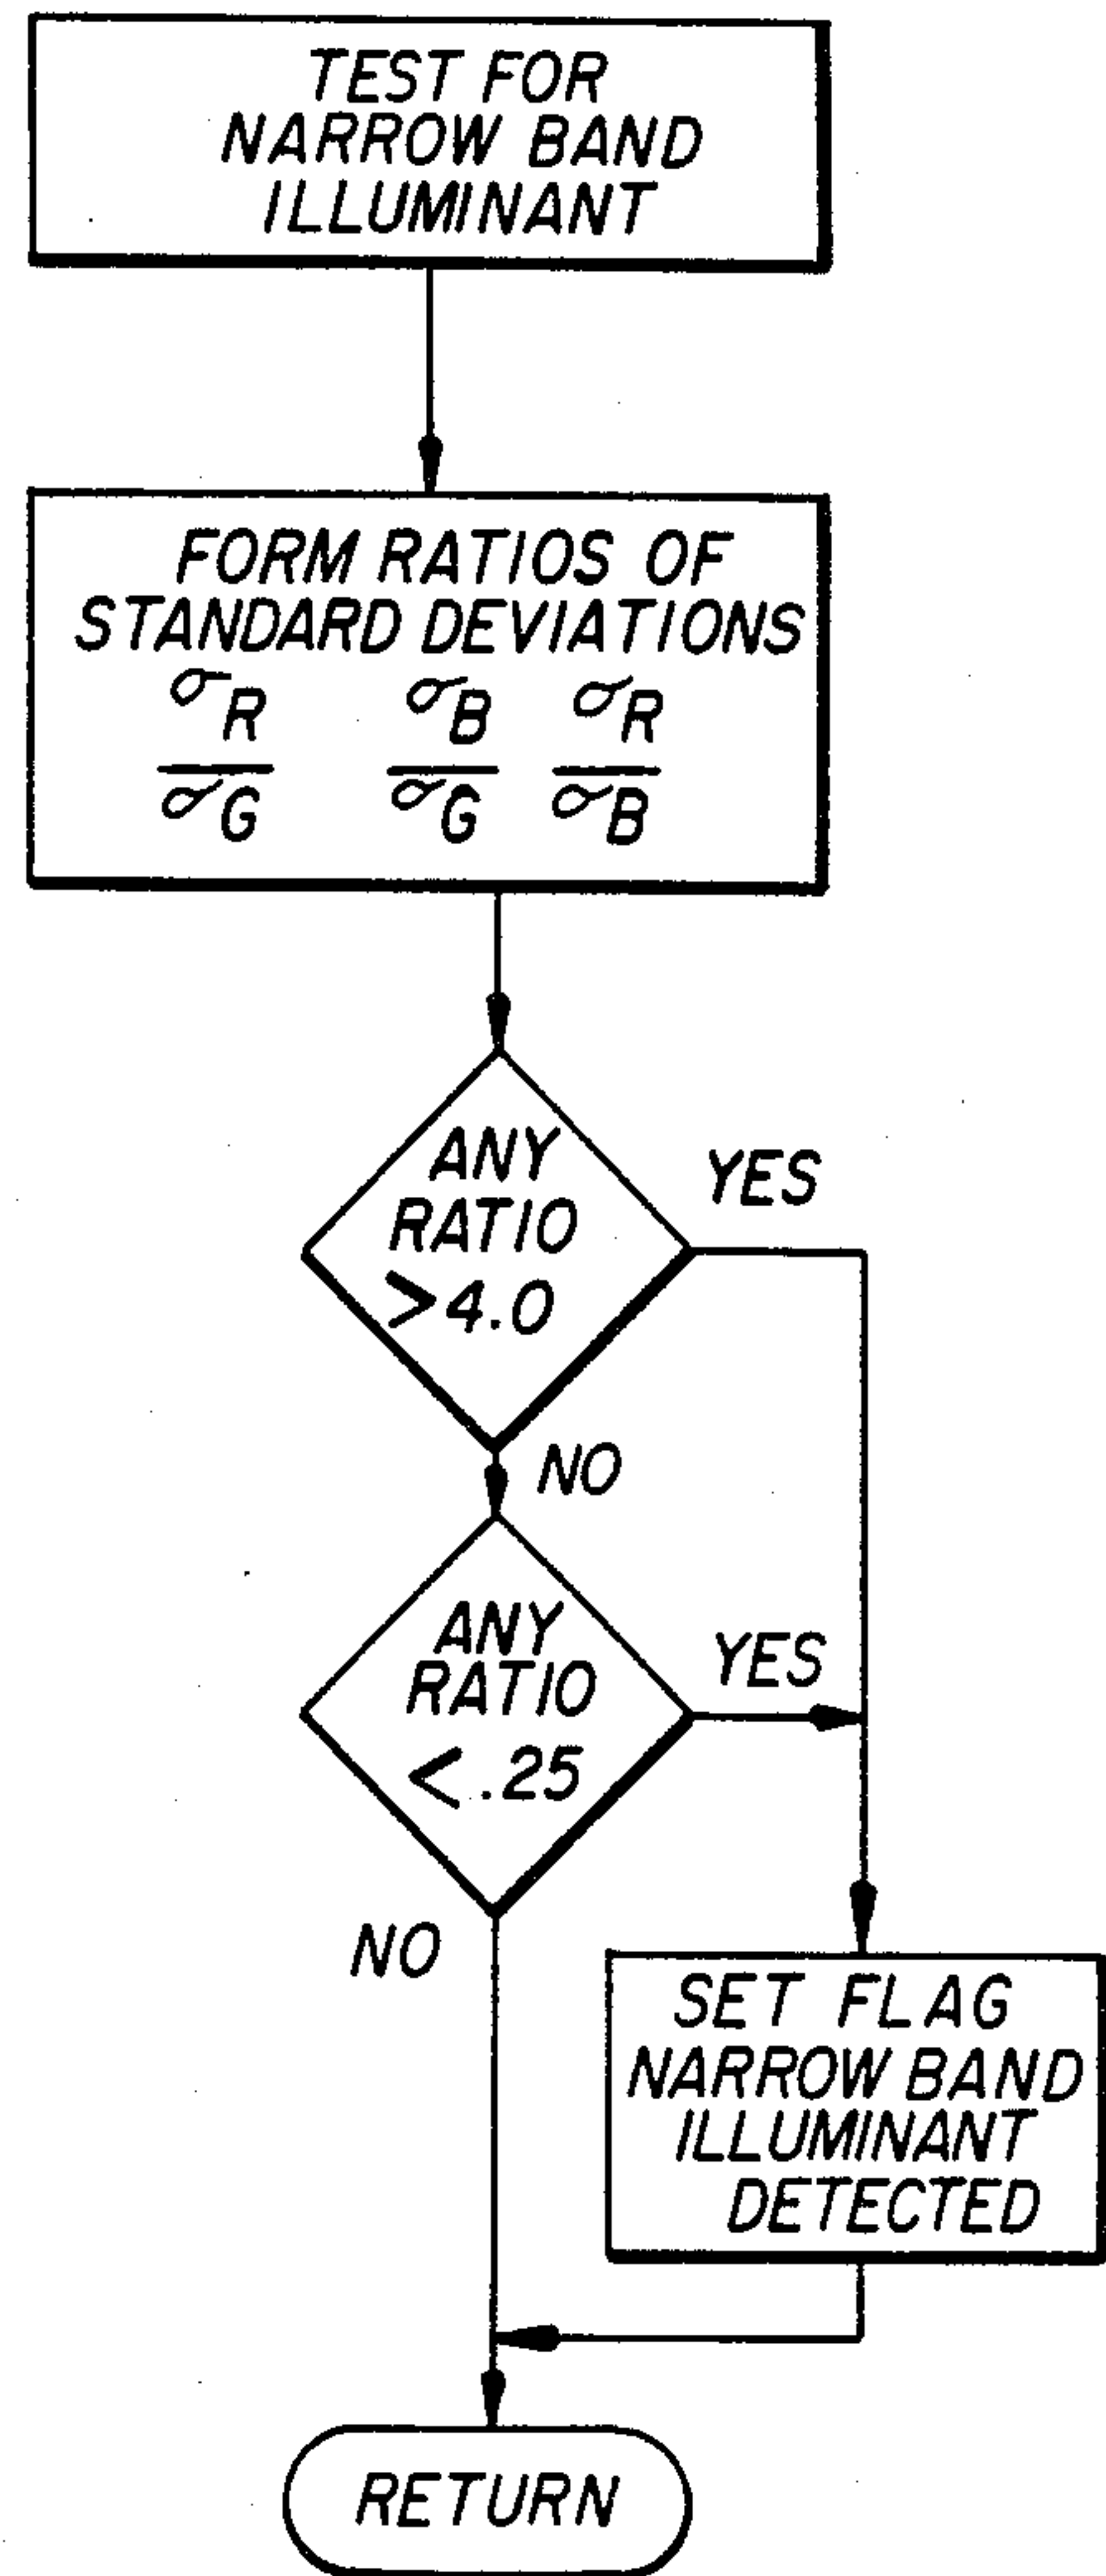 TEST FOR
NARROW BAND
ILLUMINANT
FORM RATIOS OF
STANDARD DEVIATIONS
σR σB σR
σG σG σB
ANY
RATIO
>4.0
YES
NO
ANY
RATIO
<.25
YES
NO
SET FLAG
NARROW BAND
ILLUMINANT
DETECTED
RETURN